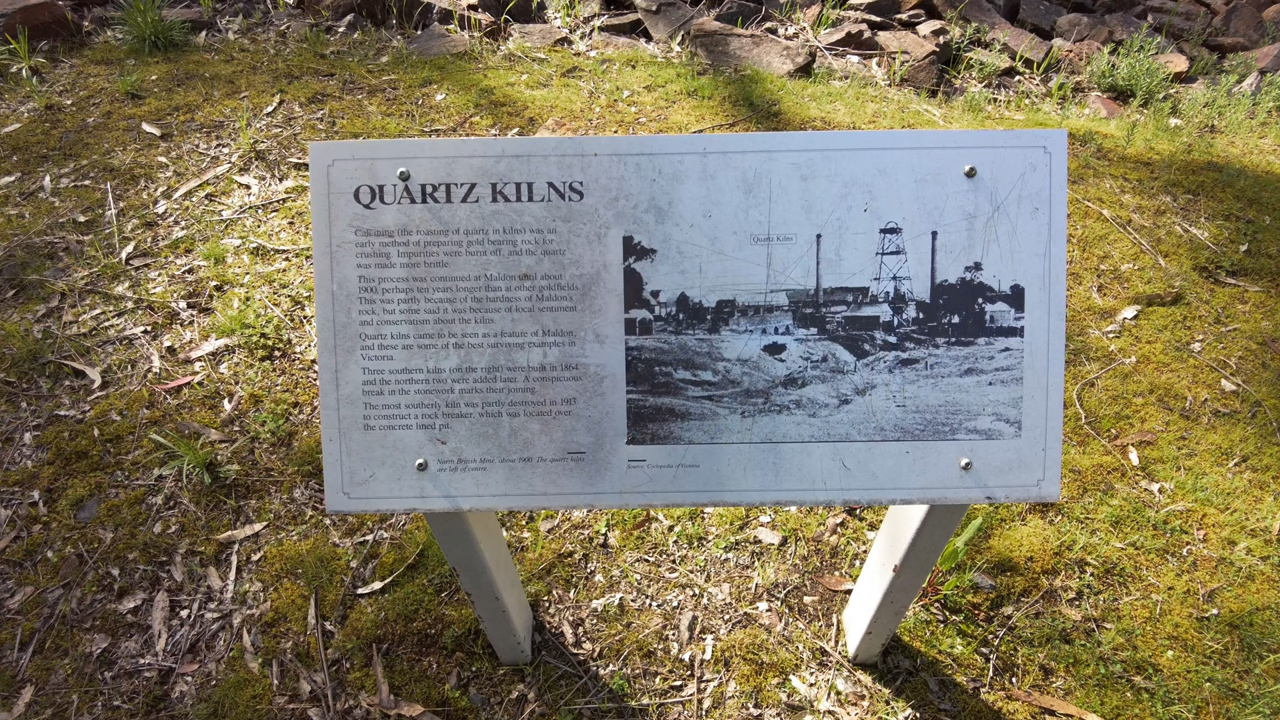 QUARTZ KILNS
Calcining (the roasting of quartz in kilns) was an
early method of preparing gold bearing rock for
crushing. Impurities were burnt off, and the quartz
was made more brittle.
This process was continued at Maldon until about
1900, perhaps ten years longer than at other goldfields.
This was partly because of the hardness of Maldon's
rock, but some said it was because of local sentiment
and conservatism about the kilns.
Quartz kilns came to be seen as a feature of Maldon,
and these are some of the best surviving examples in
Victoria.
Three southern kilns (on the right) were built in 1864
and the northern two were added later. A conspicuous
break in the stonework marks their joining.
The most southerly kiln was partly destroyed in 1913
to construct a rock breaker, which was located over
the concrete lined pit.
North British Mine, about 1900. The quartz kilns
are left of centre.
Quartz Kilns
Source: Cyclopedia of Victoria